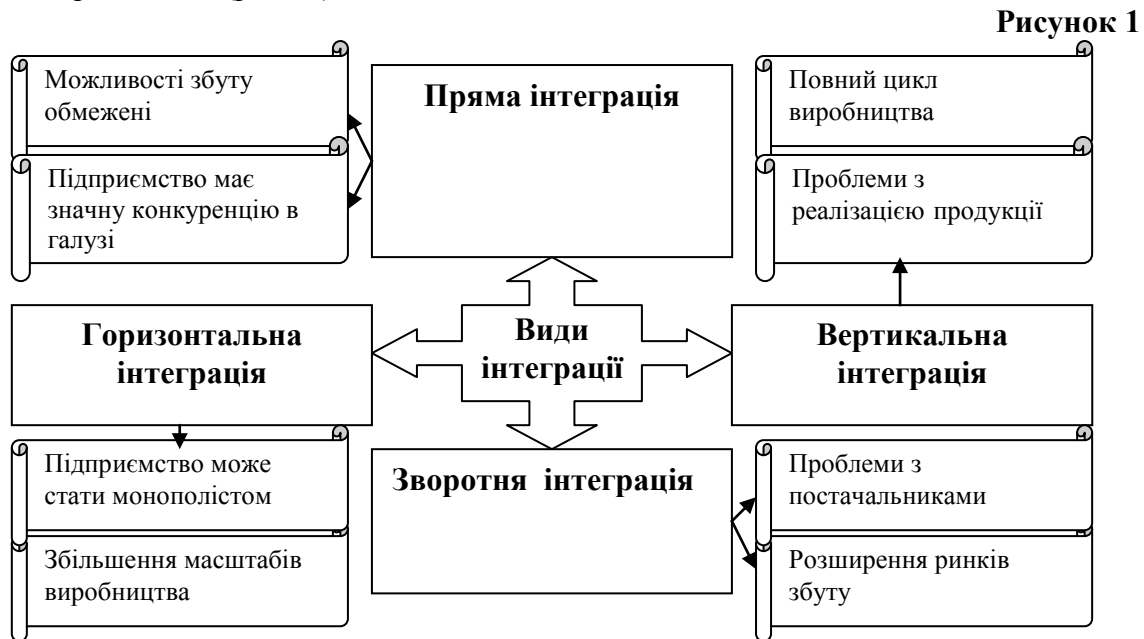 Рисунок 1
Можливості збуту
обмежені
Підприємство має
значну конкуренцію в
галузі
Пряма інтеграція
Повний цикл
виробництва
Проблеми з
реалізацією продукції
Горизонтальна
інтеграція
Види
інтеграції
Вертикальна
інтеграція
Підприємство може
стати монополістом
Збільшення масштабів
виробництва
Зворотня інтеграція
Проблеми з
постачальниками
Розширення ринків
збуту